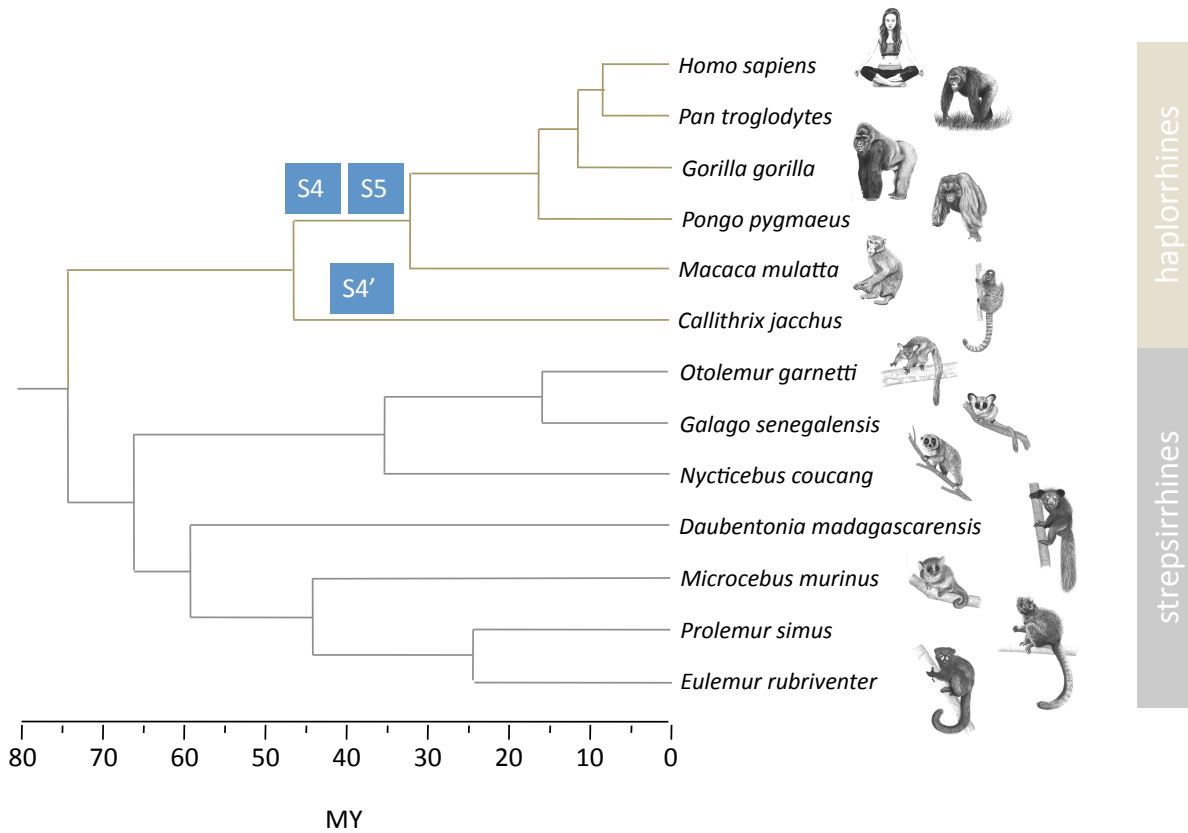 Homo sapiens
Pan troglodytes
Gorilla gorilla
Pongo pygmaeus
Macaca mulatta
Callithrix jacchus
Otolemur garnetti
Galago senegalensis
Nycticebus coucang
Daubentonia madagascarensis
Microcebus murinus
Prolemur simus
Eulemur rubriventer
S4 S5
S4’
haplorrhines
strepsirrhines
80 70 60 50 40 30 20 10 0
MY